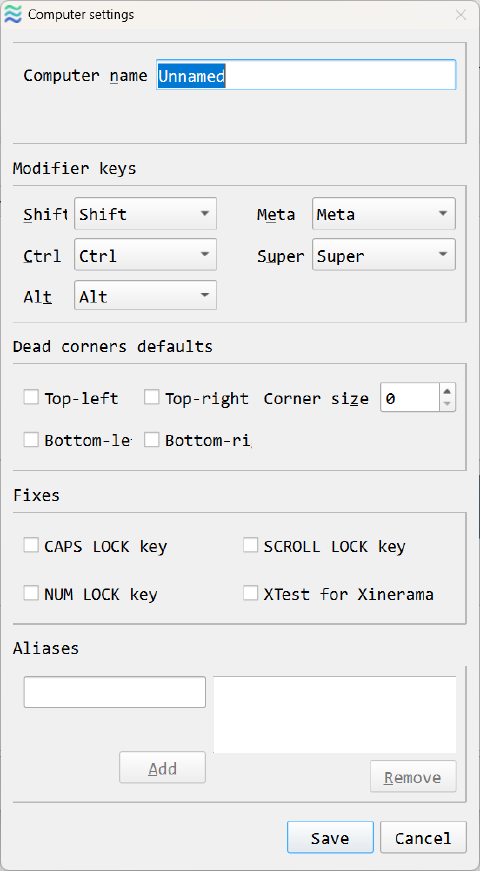 Computer settings
Computer name Unnamed
Modifier keys
Shift Shift Meta Meta
Ctrl Ctrl Super Super
Alt Alt
Dead corners defaults
Top-left Top-right Corner size 0
Bottom-le Bottom-ri
Fixes
CAPS LOCK key SCROLL LOCK key
NUM LOCK key XTest for Xinerama
Aliases
Add
Remove
Save Cancel